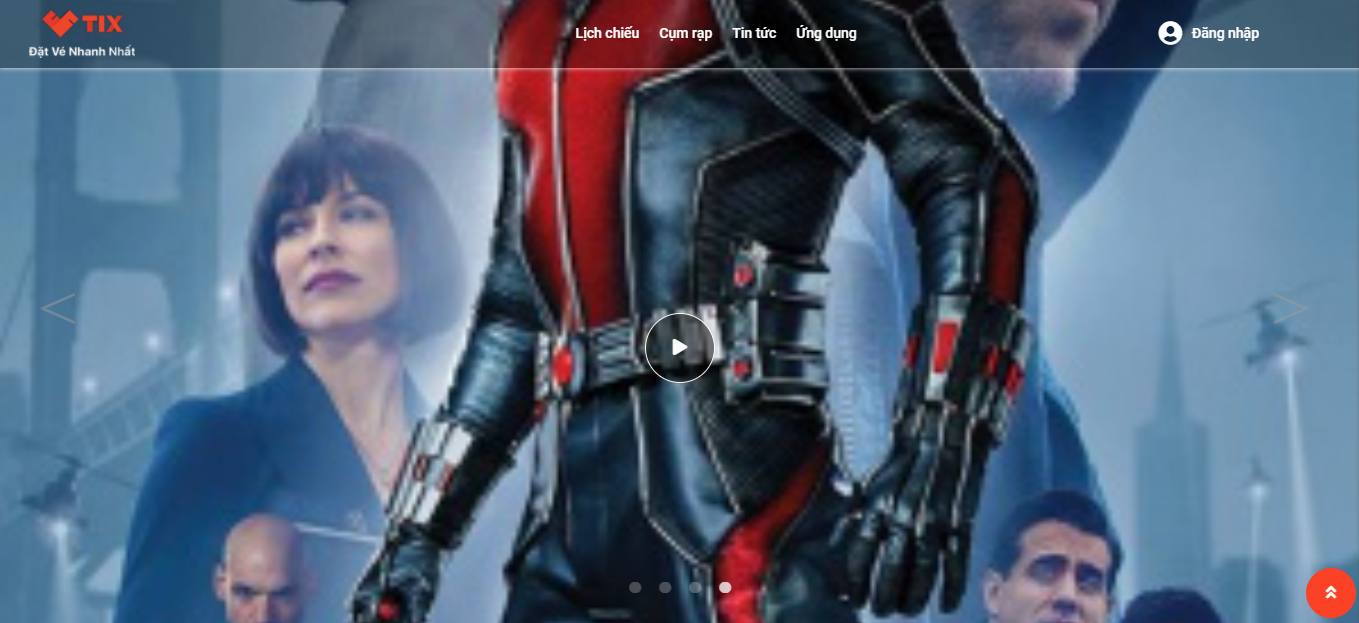 TIX
Đặt Vé Nhanh Nhất
Lịch chiếu Cụm rạp Tin tức Ứng dụng
Đăng nhập